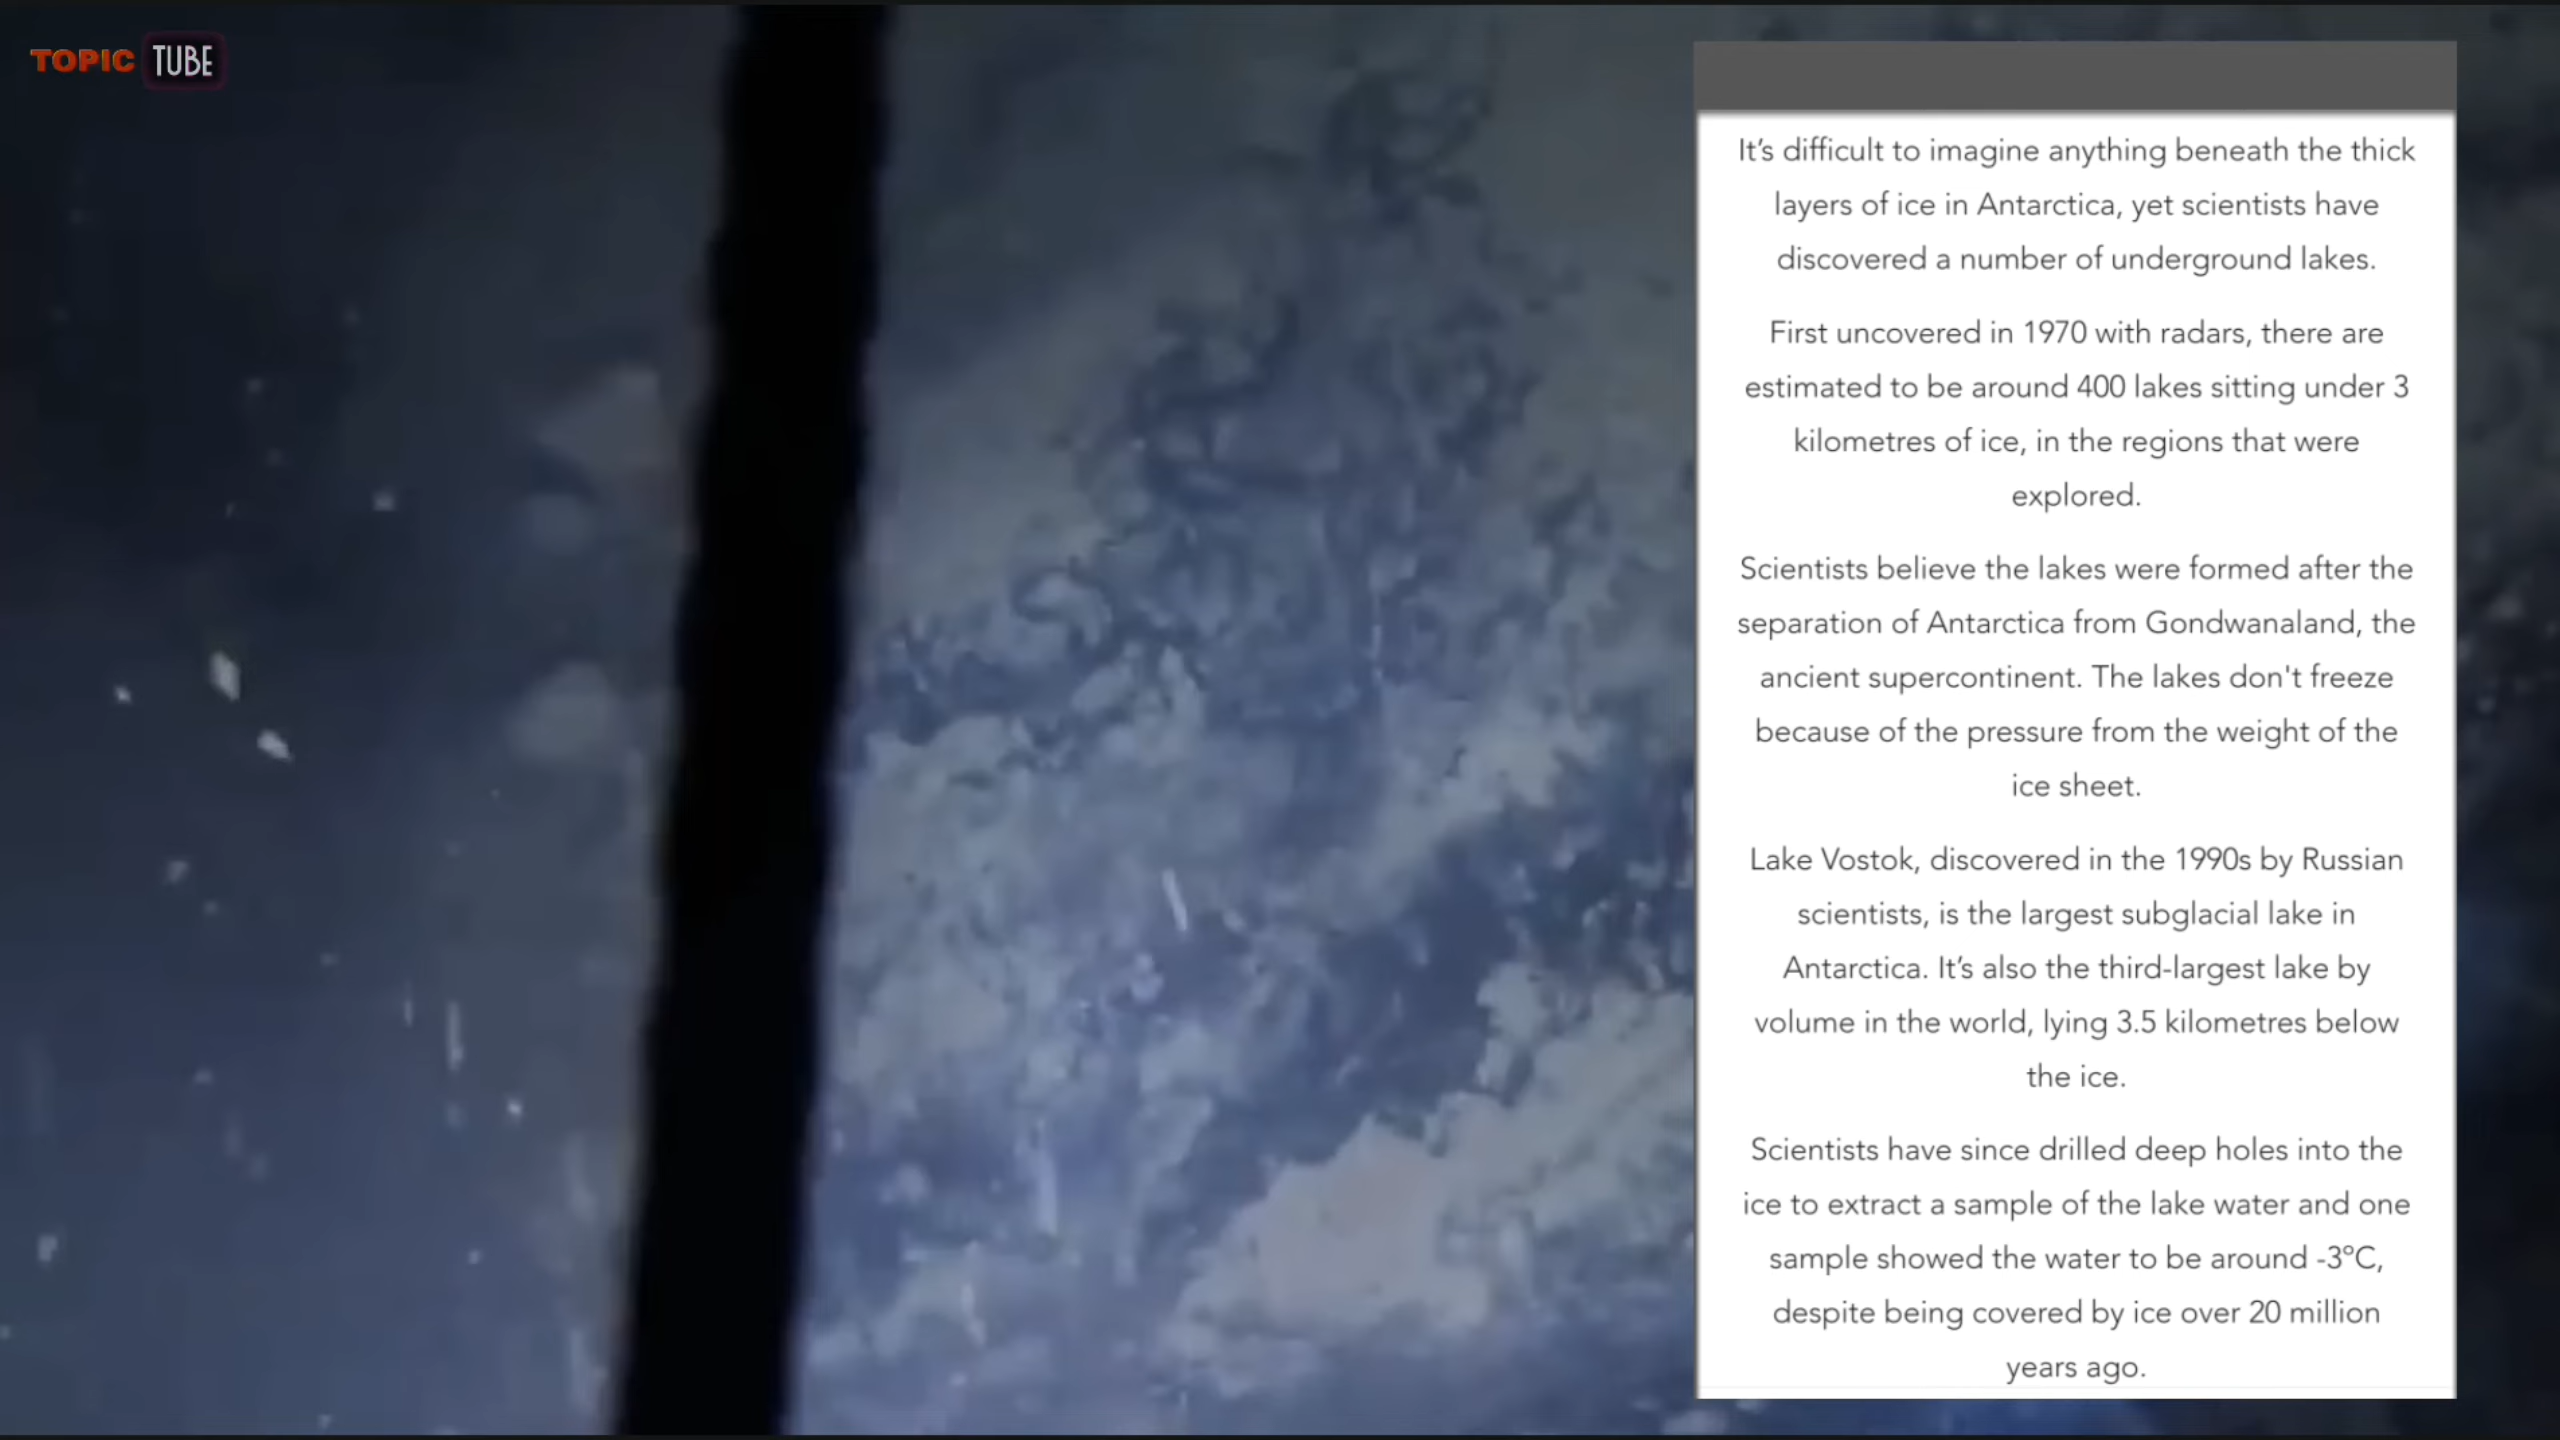 TOPIC TUBE
It’s difficult to imagine anything beneath the thick
layers of ice in Antarctica, yet scientists have
discovered a number of underground lakes.
First uncovered in 1970 with radars, there are
estimated to be around 400 lakes sitting under 3
kilometres of ice, in the regions that were
explored.
Scientists believe the lakes were formed after the
separation of Antarctica from Gondwanaland, the
ancient supercontinent. The lakes don't freeze
because of the pressure from the weight of the
ice sheet.
Lake Vostok, discovered in the 1990s by Russian
scientists, is the largest subglacial lake in
Antarctica. It’s also the third-largest lake by
volume in the world, lying 3.5 kilometres below
the ice.
Scientists have since drilled deep holes into the
ice to extract a sample of the lake water and one
sample showed the water to be around -3ºC,
despite being covered by ice over 20 million
years ago.